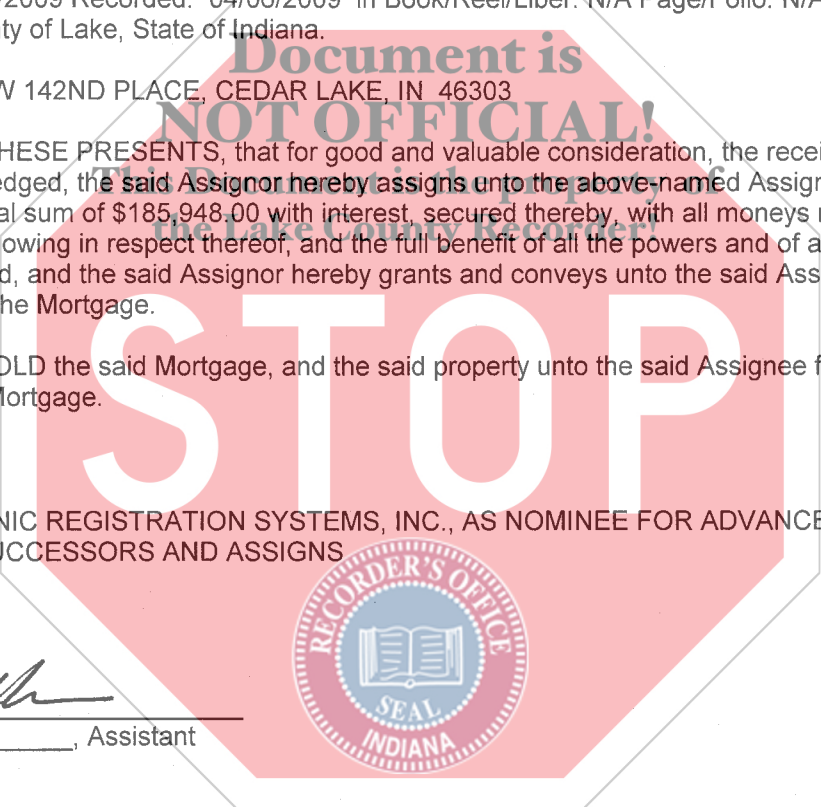 /2009 Recorded: 04/06/2009 in Book/Reel/Liber: N/A Page/Folio: N/A
ty of Lake, State of Indiana.
Document is
W 142ND PLACE, CEDAR LAKE, IN 46303
NOT OFFICIAL!
HESE PRESENTS, that for good and valuable consideration, the recei
edged, the said Assignor hereby assigns unto the above-named Assign
This Document is the property of
al sum of $185,948.00 with interest, secured thereby, with all moneys
the Lake County Recorder!
owing in respect thereof, and the full benefit of all the powers and of a
d, and the said Assignor hereby grants and conveys unto the said Ass
he Mortgage.
OLD the said Mortgage, and the said property unto the said Assignee f
Mortgage.
STOP
NIC REGISTRATION SYSTEMS, INC., AS NOMINEE FOR ADVANCE
UCCESSORS AND ASSIGNS
RECORDER'S OFFICE
SEAL
INDIANA
, Assistant